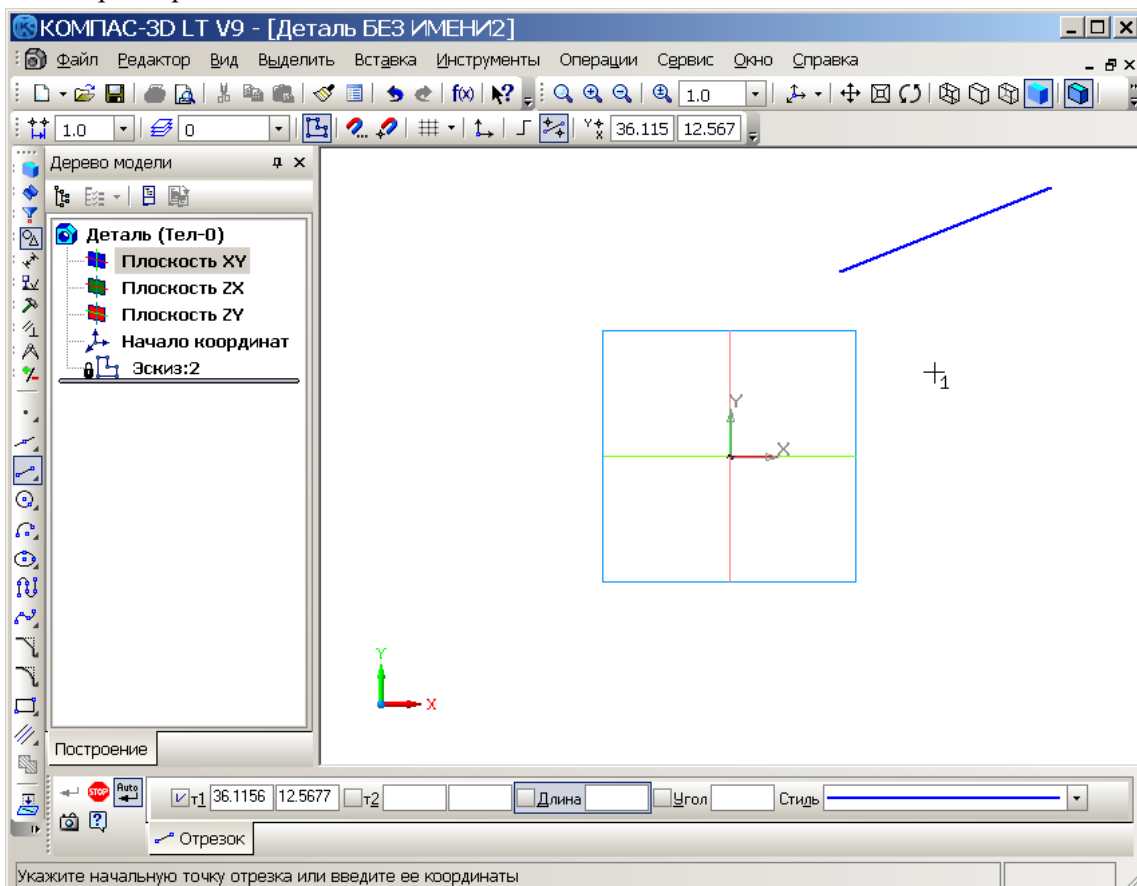 КОМПАС-3D LT V9 - [Деталь БЕЗ ИМЕНИ2]
Файл Редактор Вид Выделить Вставка Инструменты Операции Сервис Окно Справка
f(x) 1.0
1.0 0 36.115 12.567
Дерево модели
Деталь (Тел-0)
Плоскость XY
Плоскость ZX
Плоскость ZY
Начало координат
Эскиз:2
1
Y
X
Y
X
Построение
STOP Auto т1 36.1156 12.5677 т2 Длина Угол Стиль
Отрезок
Укажите начальную точку отрезка или введите ее координаты